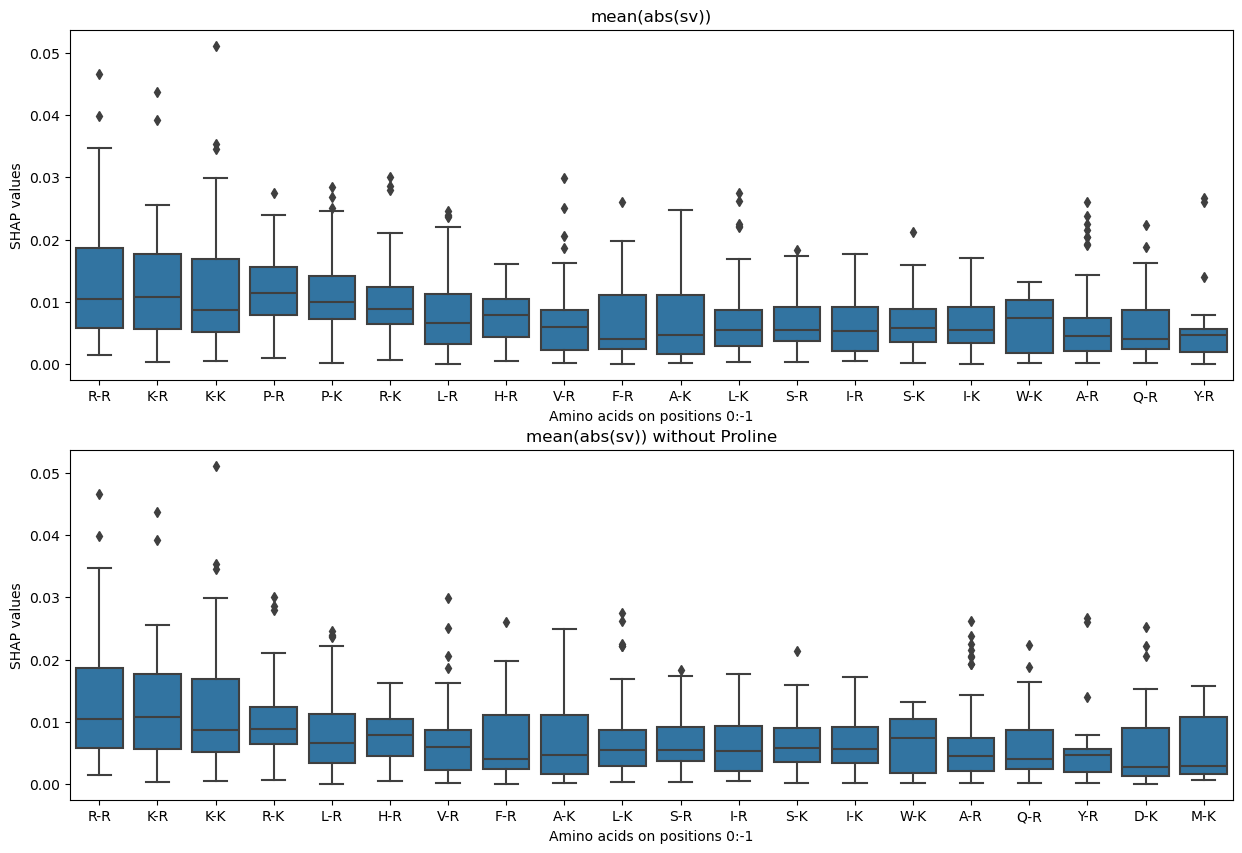 mean(abs(sv))
SHAP values
0.05
0.04
0.03
0.02
0.01
0.00
R-R K-R K-K P-R P-K R-K L-R H-R V-R F-R A-K L-K S-R I-R S-K I-K W-K A-R Q-R Y-R
Amino acids on positions 0:-1
mean(abs(sv)) without Proline
SHAP values
0.05
0.04
0.03
0.02
0.01
0.00
R-R K-R K-K R-K L-R H-R V-R F-R A-K L-K S-R I-R S-K I-K W-K A-R Q-R Y-R D-K M-K
Amino acids on positions 0:-1